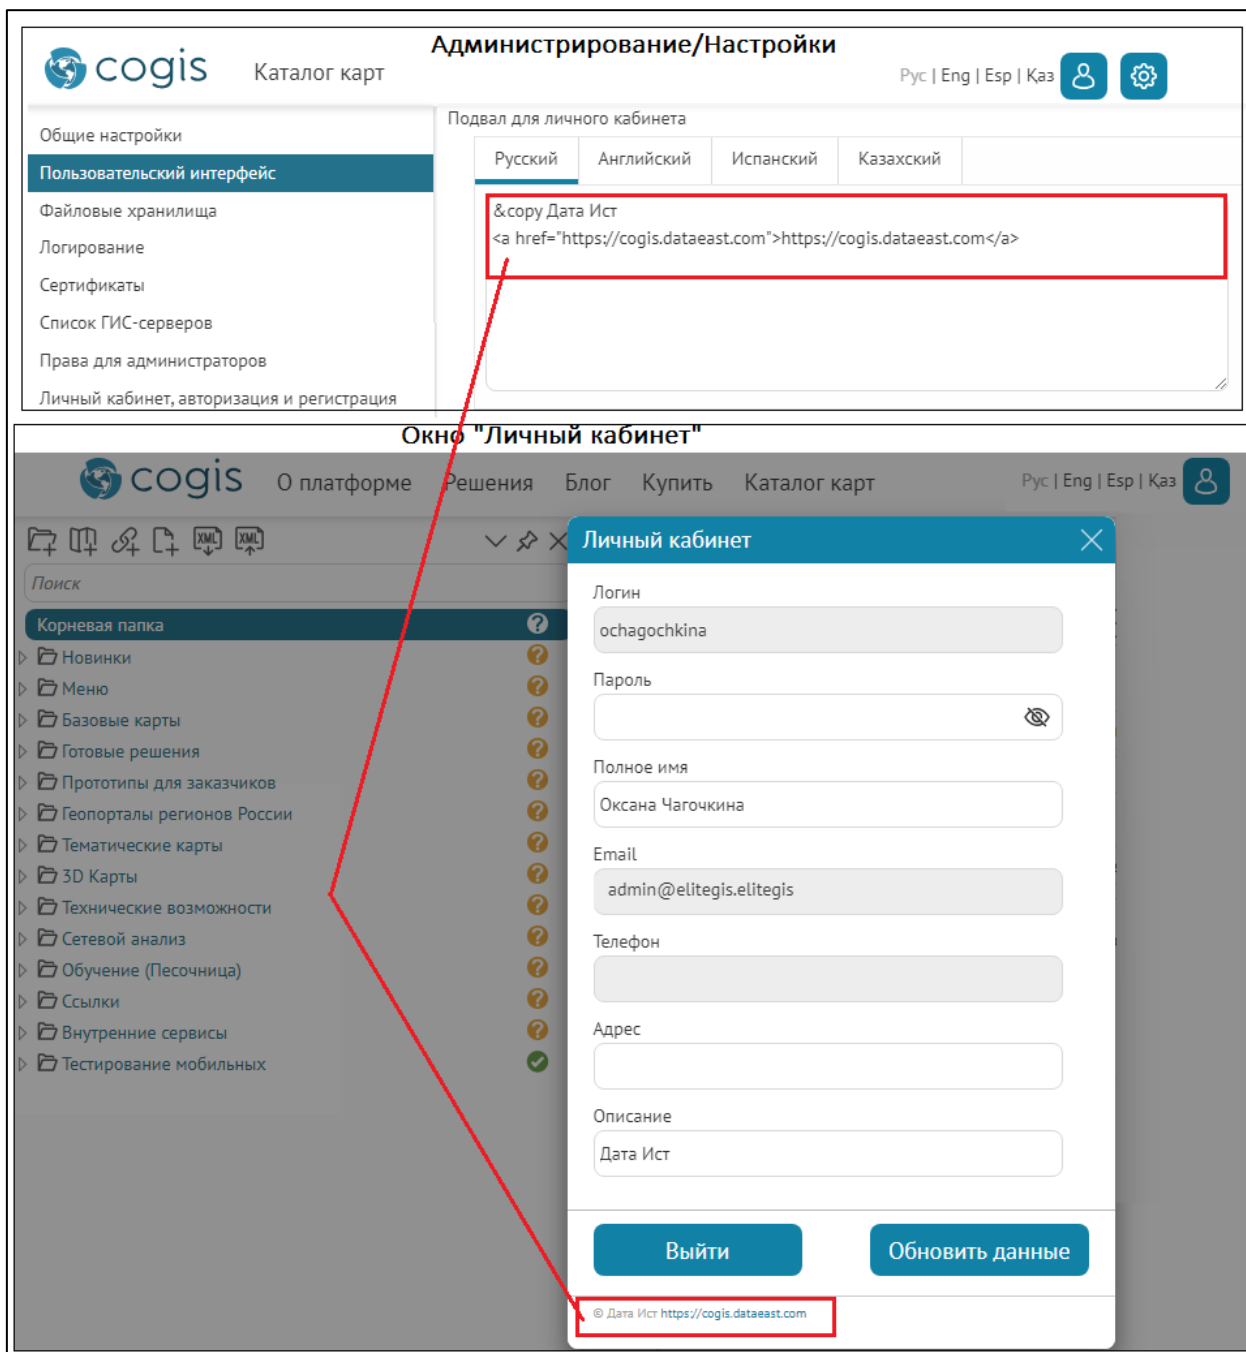 Администрирование/Настройки
cogis Каталог карт Рус | Eng | Esp | Қаз
Общие настройки
Пользовательский интерфейс
Файловые хранилища
Логирование
Сертификаты
Список ГИС-серверов
Права для администраторов
Личный кабинет, авторизация и регистрация
Подвал для личного кабинета
Русский Английский Испанский Казахский
&copy Дата Ист
<a href="https://cogis.dataeast.com">https://cogis.dataeast.com</a>
Окно "Личный кабинет"
cogis О платформе Решения Блог Купить Каталог карт Рус | Eng | Esp | Қаз
XML XML
Поиск
Корневая папка
Новинки
Меню
Базовые карты
Готовые решения
Прототипы для заказчиков
Геопорталы регионов России
Тематические карты
3D Карты
Технические возможности
Сетевой анализ
Обучение (Песочница)
Ссылки
Внутренние сервисы
Тестирование мобильных
Личный кабинет
Логин
ochagochkina
Пароль
Полное имя
Оксана Чагочкина
Email
admin@elitegis.elitegis
Телефон
Адрес
Описание
Дата Ист
Выйти Обновить данные
© Дата Ист https://cogis.dataeast.com